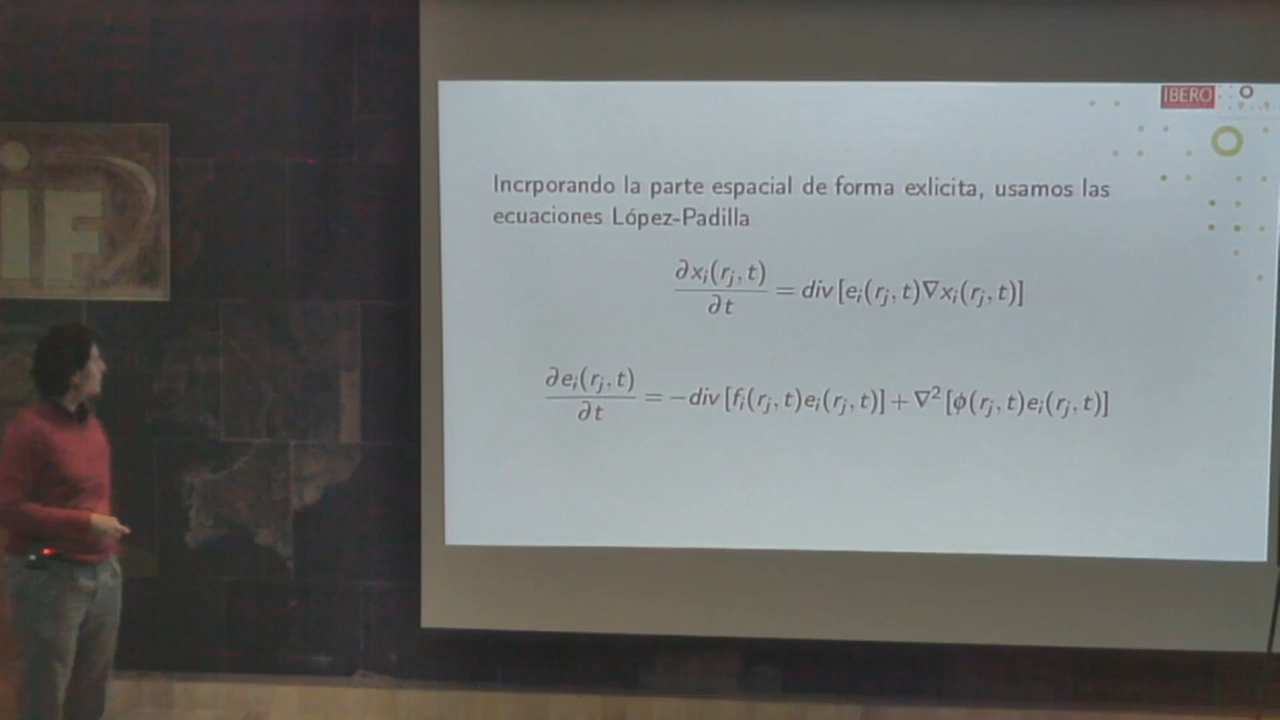 IBERO
Incrporando la parte espacial de forma exlicita, usamos las
ecuaciones López-Padilla
∂x_i(r_j, t)/∂t = div[e_i(r_j, t)∇x_i(r_j, t)]
∂e_i(r_j, t)/∂t = −div[f_i(r_j, t)e_i(r_j, t)] + ∇²[ϕ(r_j, t)e_i(r_j, t)]
iF